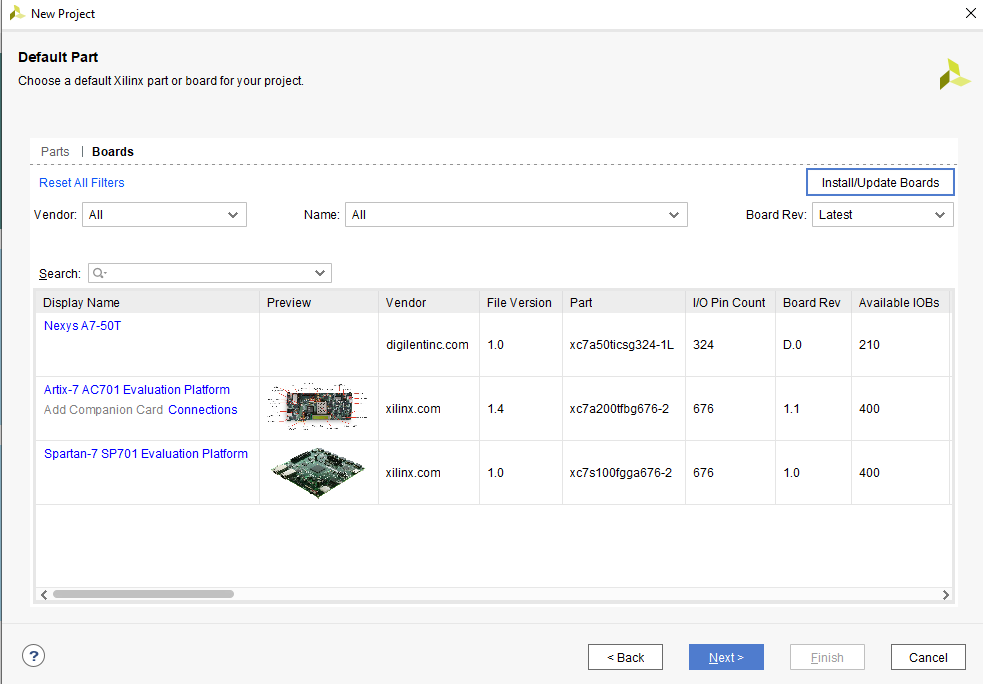 New Project
Default Part
Choose a default Xilinx part or board for your project.
Parts | Boards
Reset All Filters
Install/Update Boards
Vendor: All Name: All Board Rev: Latest
Search:
Display Name Preview Vendor File Version Part I/O Pin Count Board Rev Available IOBs
Nexys A7-50T
digilentinc.com 1.0 xc7a50ticsg324-1L 324 D.0 210
Artix-7 AC701 Evaluation Platform
Add Companion Card Connections
xilinx.com 1.4 xc7a200tfbg676-2 676 1.1 400
Spartan-7 SP701 Evaluation Platform
xilinx.com 1.0 xc7s100fgga676-2 676 1.0 400
? < Back Next > Finish Cancel